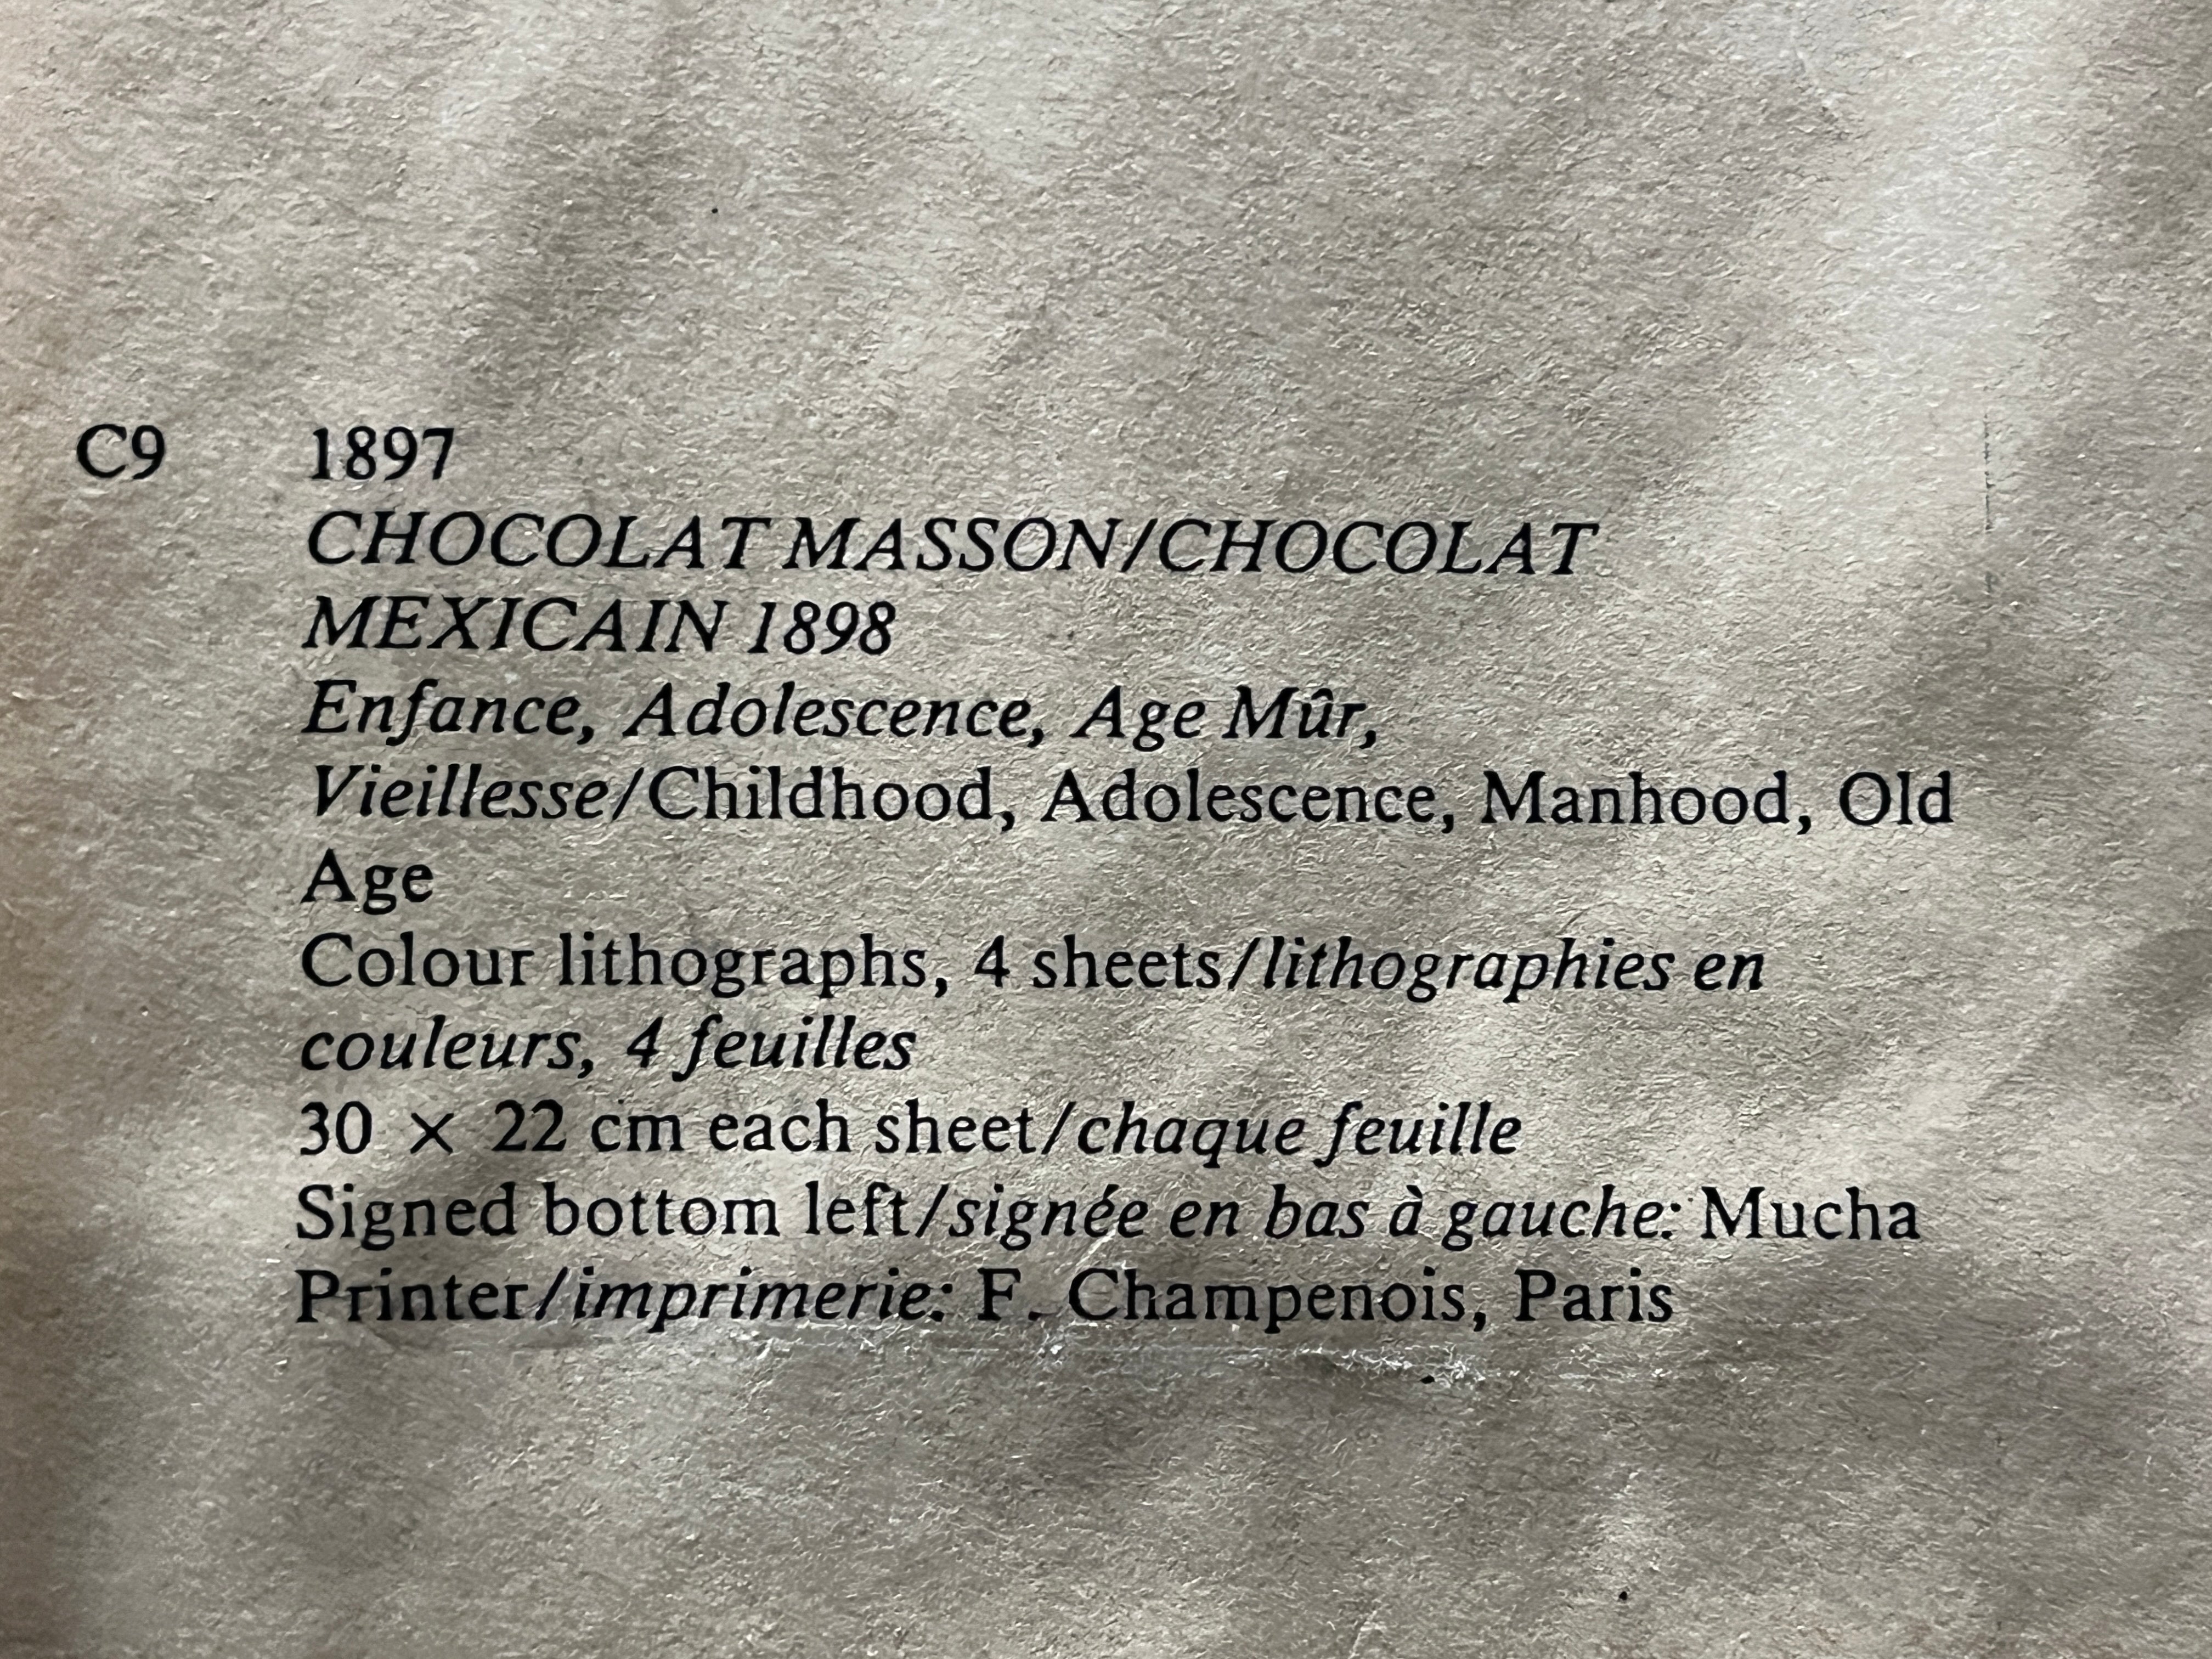 C9 1897
CHOCOLAT MASSON/CHOCOLAT
MEXICAIN 1898
Enfance, Adolescence, Age Mûr,
Vieillesse/Childhood, Adolescence, Manhood, Old
Age
Colour lithographs, 4 sheets/lithographies en
couleurs, 4 feuilles
30 × 22 cm each sheet/chaque feuille
Signed bottom left/signée en bas à gauche: Mucha
Printer/imprimerie: F. Champenois, Paris